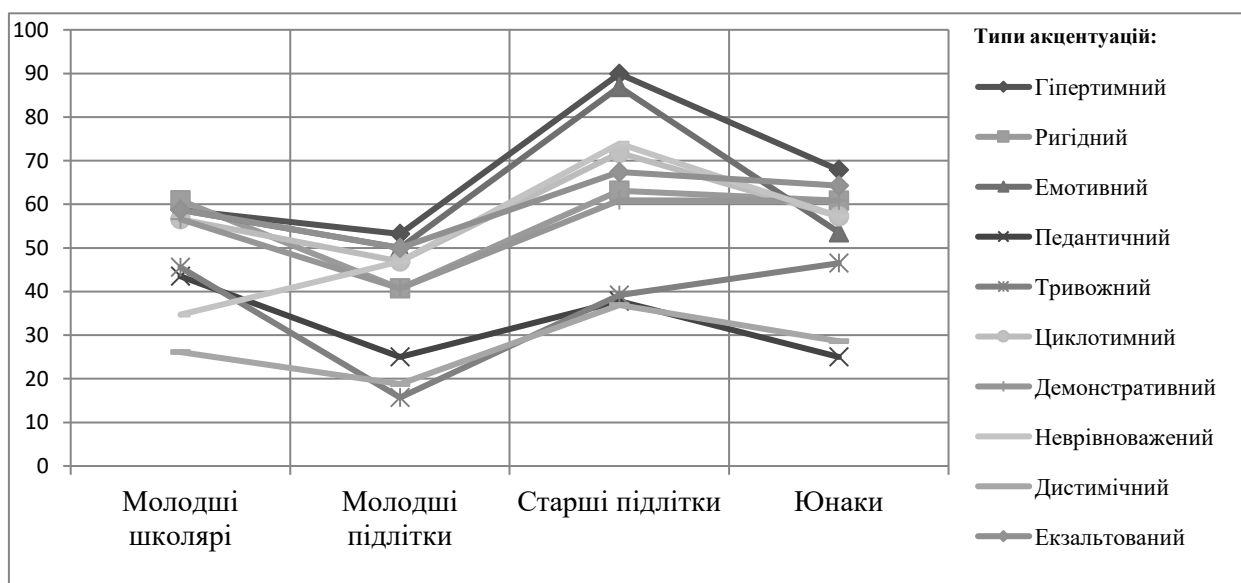 100
90
80
70
60
50
40
30
20
10
0
Молодші
школярі
Молодші
підлітки
Старші підлітки
Юнаки
Типи акцентуацій:
Гіпертимний
Ригідний
Емотивний
Педантичний
Тривожний
Циклотимний
Демонстративний
Неврівноважений
Дистимічний
Екзальтований